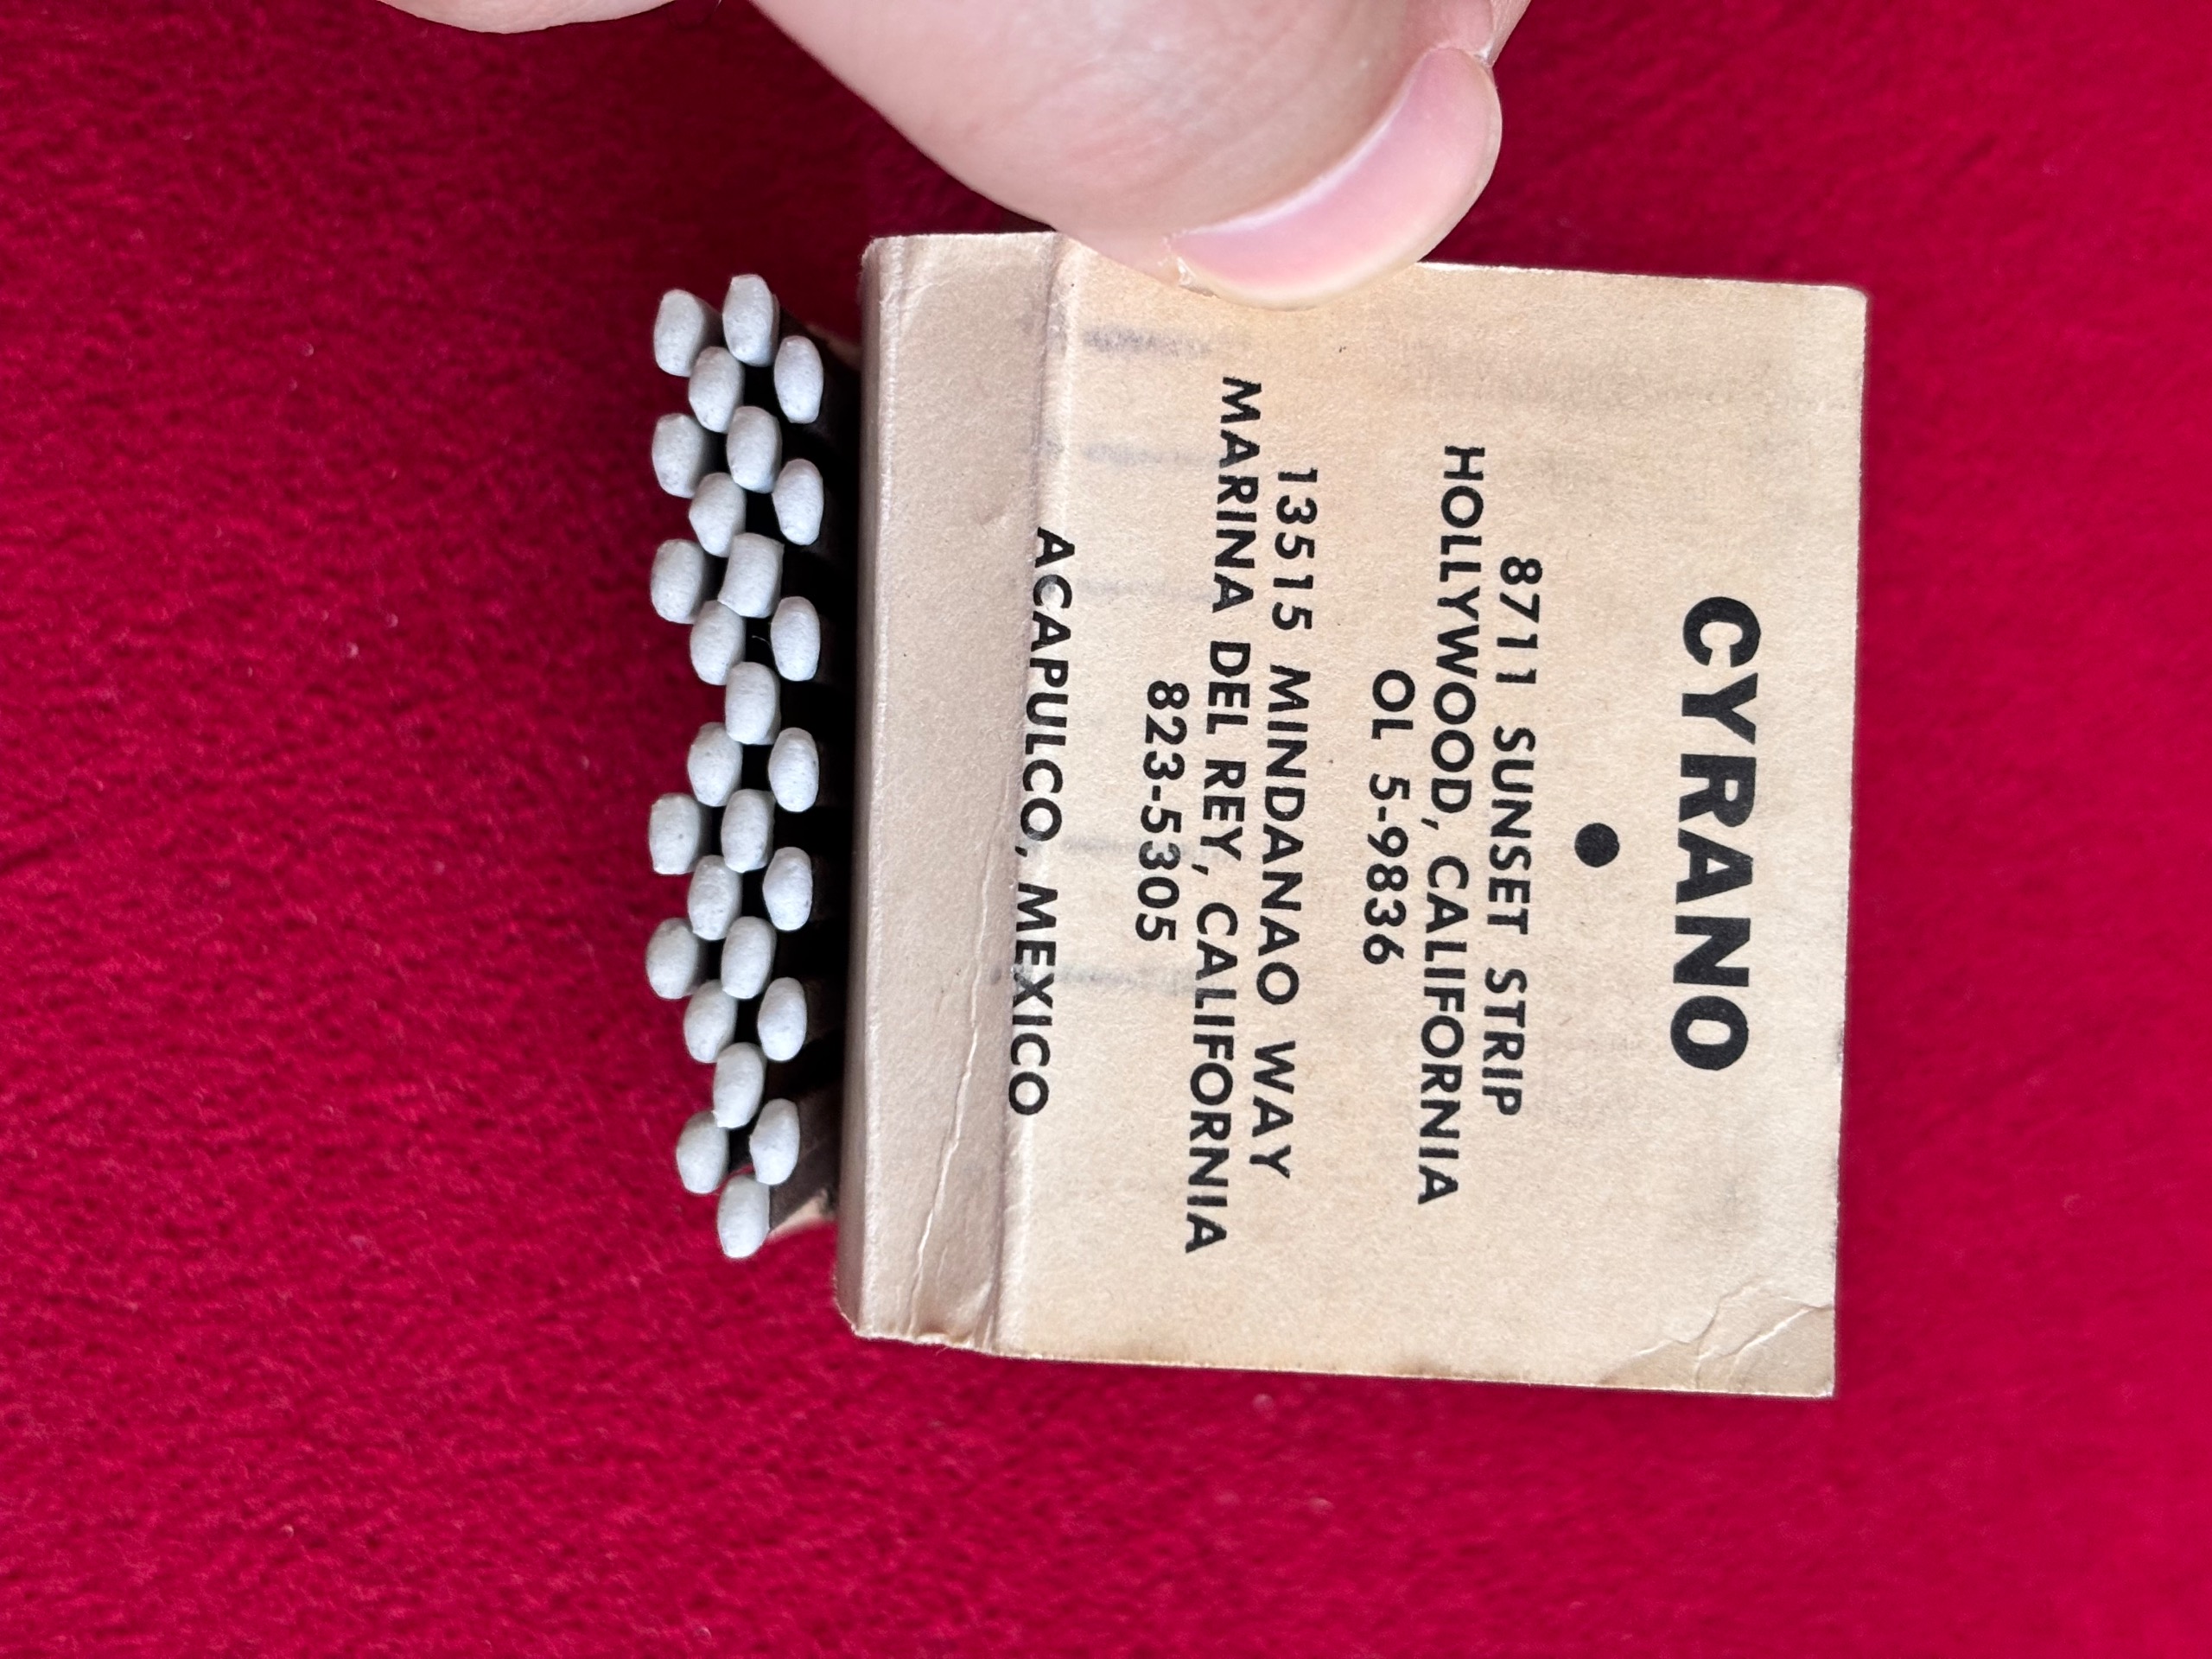 CYRANO
8711 SUNSET STRIP
HOLLYWOOD, CALIFORNIA
OL 5-9836
13515 MINDANAO WAY
MARINA DEL REY, CALIFORNIA
823-5305
ACAPULCO, MEXICO